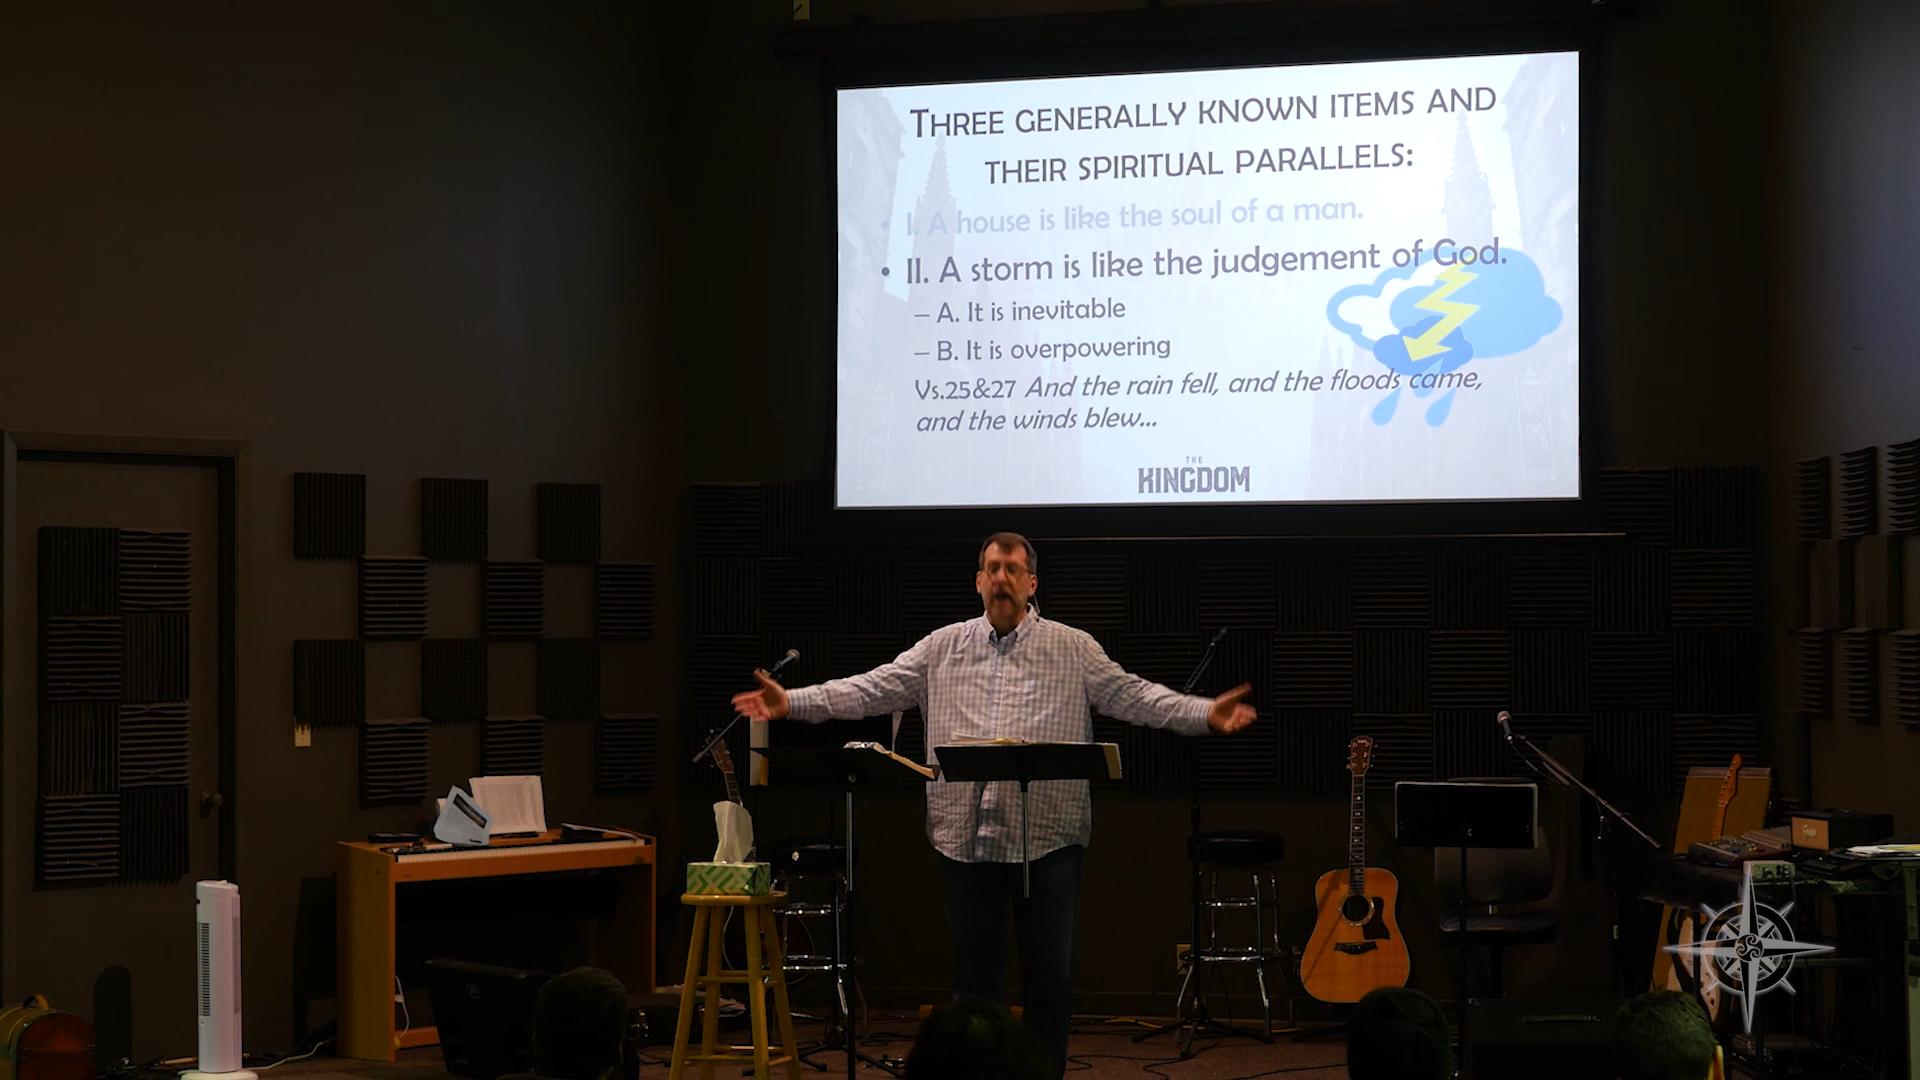 THREE GENERALLY KNOWN ITEMS AND
THEIR SPIRITUAL PARALLELS:
• I. A house is like the soul of a man.
• II. A storm is like the judgement of God.
– A. It is inevitable
– B. It is overpowering
Vs.25&27 And the rain fell, and the floods came,
and the winds blew...
THE
KINGDOM